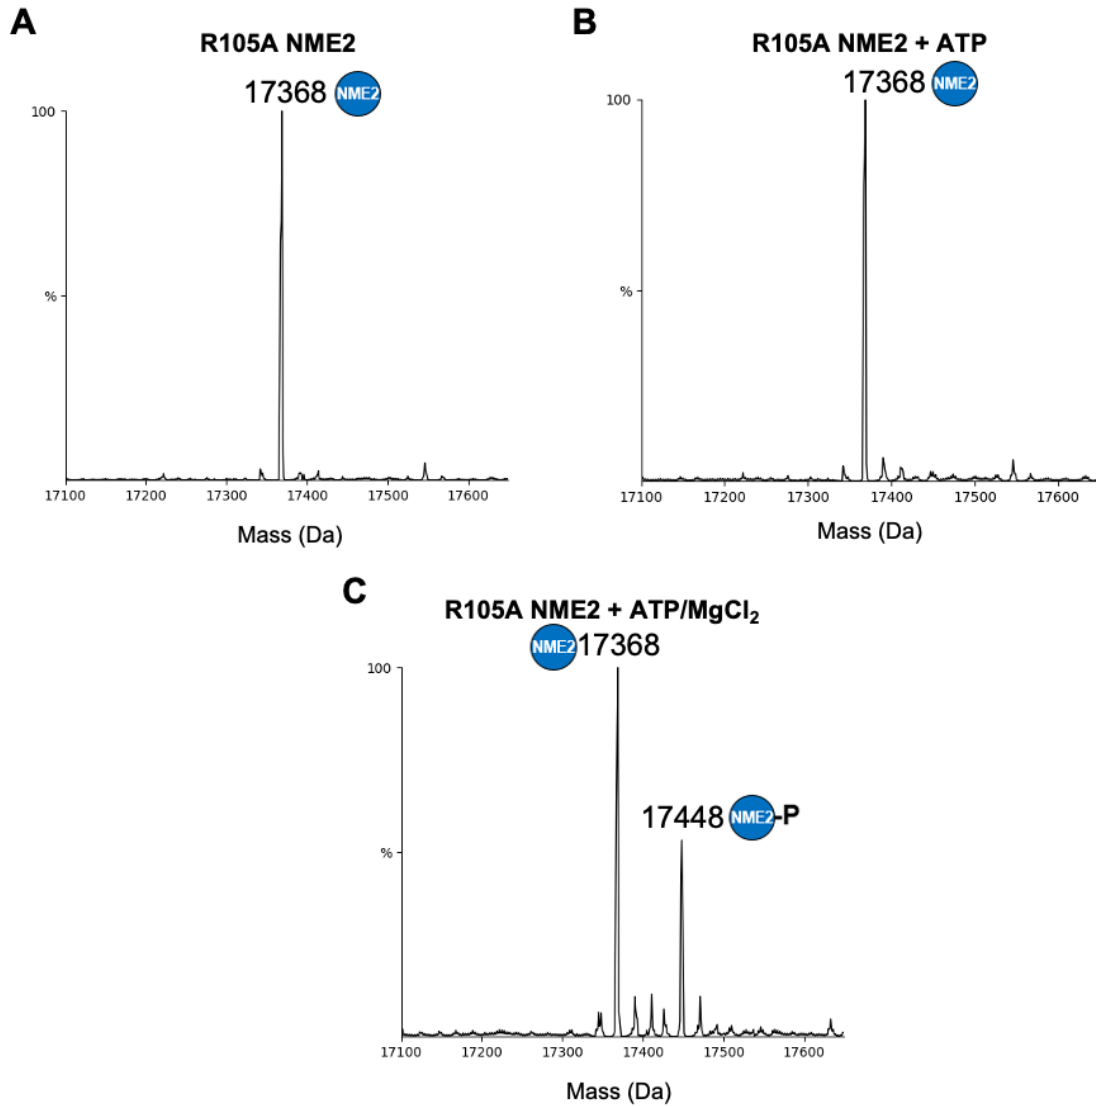 A
R105A NME2
17368 NME2
100
%
17100 17200 17300 17400 17500 17600
Mass (Da)
B
R105A NME2 + ATP
17368 NME2
100
%
17100 17200 17300 17400 17500 17600
Mass (Da)
C
R105A NME2 + ATP/MgCl₂
NME2 17368
100
17448 NME2-P
%
17100 17200 17300 17400 17500 17600
Mass (Da)